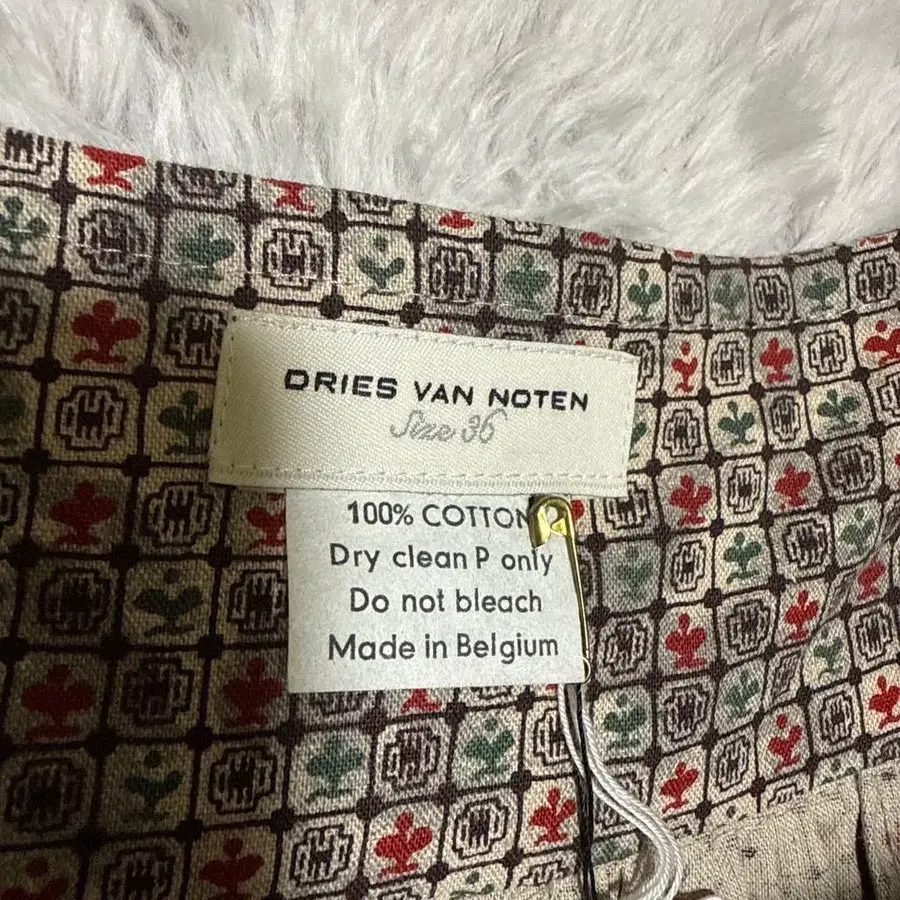 DRIES VAN NOTEN
Size 36
100% COTTON
Dry clean P only
Do not bleach
Made in Belgium